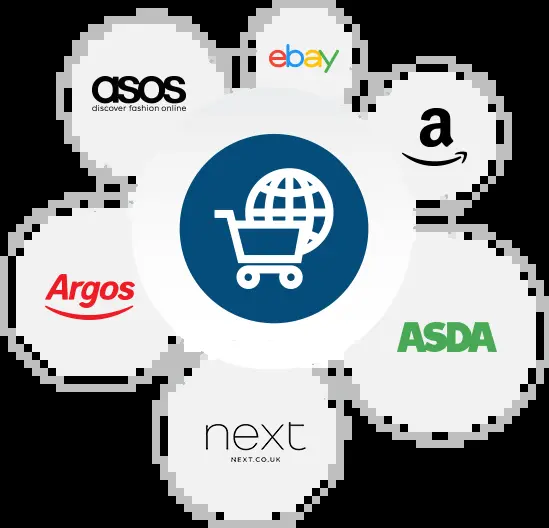 ebay
asos
discover fashion online
a
Argos
ASDA
next
NEXT.CO.UK